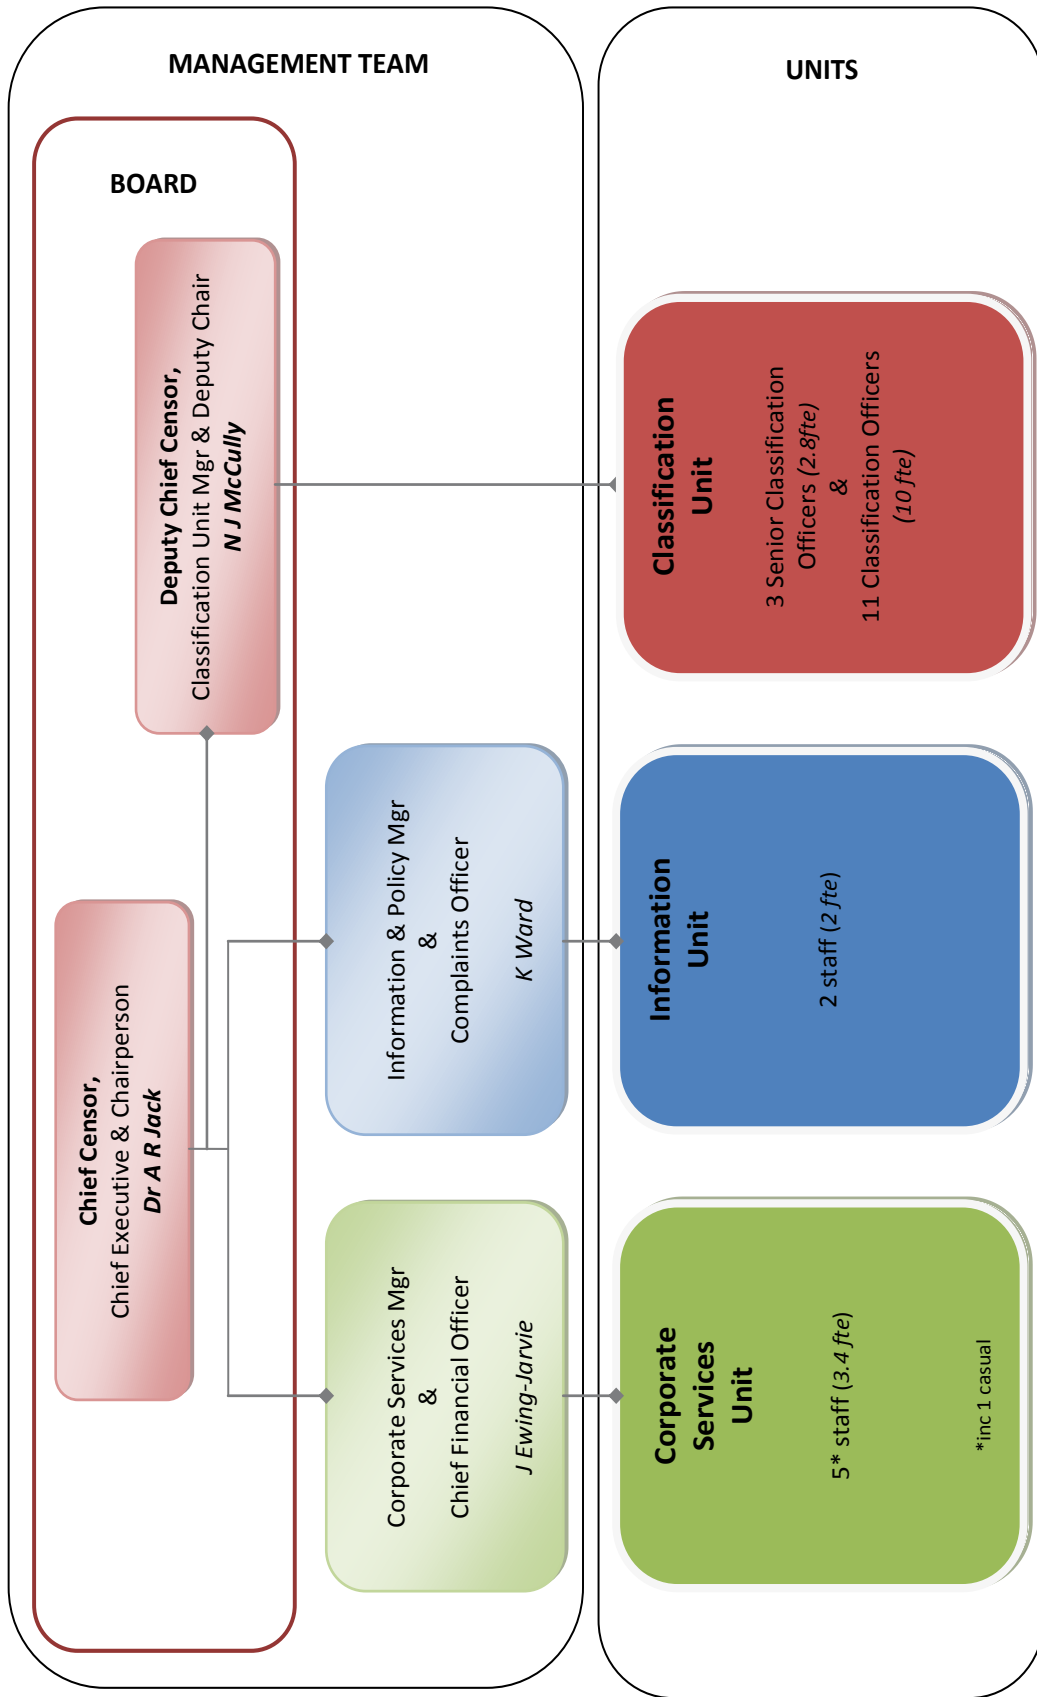 MANAGEMENT TEAM
BOARD
Chief Censor,
Chief Executive & Chairperson
Dr A R Jack
Deputy Chief Censor,
Classification Unit Mgr & Deputy Chair
N J McCully
Corporate Services Mgr
&
Chief Financial Officer
J Ewing-Jarvie
Information & Policy Mgr
&
Complaints Officer
K Ward
UNITS
Corporate
Services
Unit
5* staff (3.4 fte)
*inc 1 casual
Information
Unit
2 staff (2 fte)
Classification
Unit
3 Senior Classification
Officers (2.8fte)
&
11 Classification Officers
(10 fte)